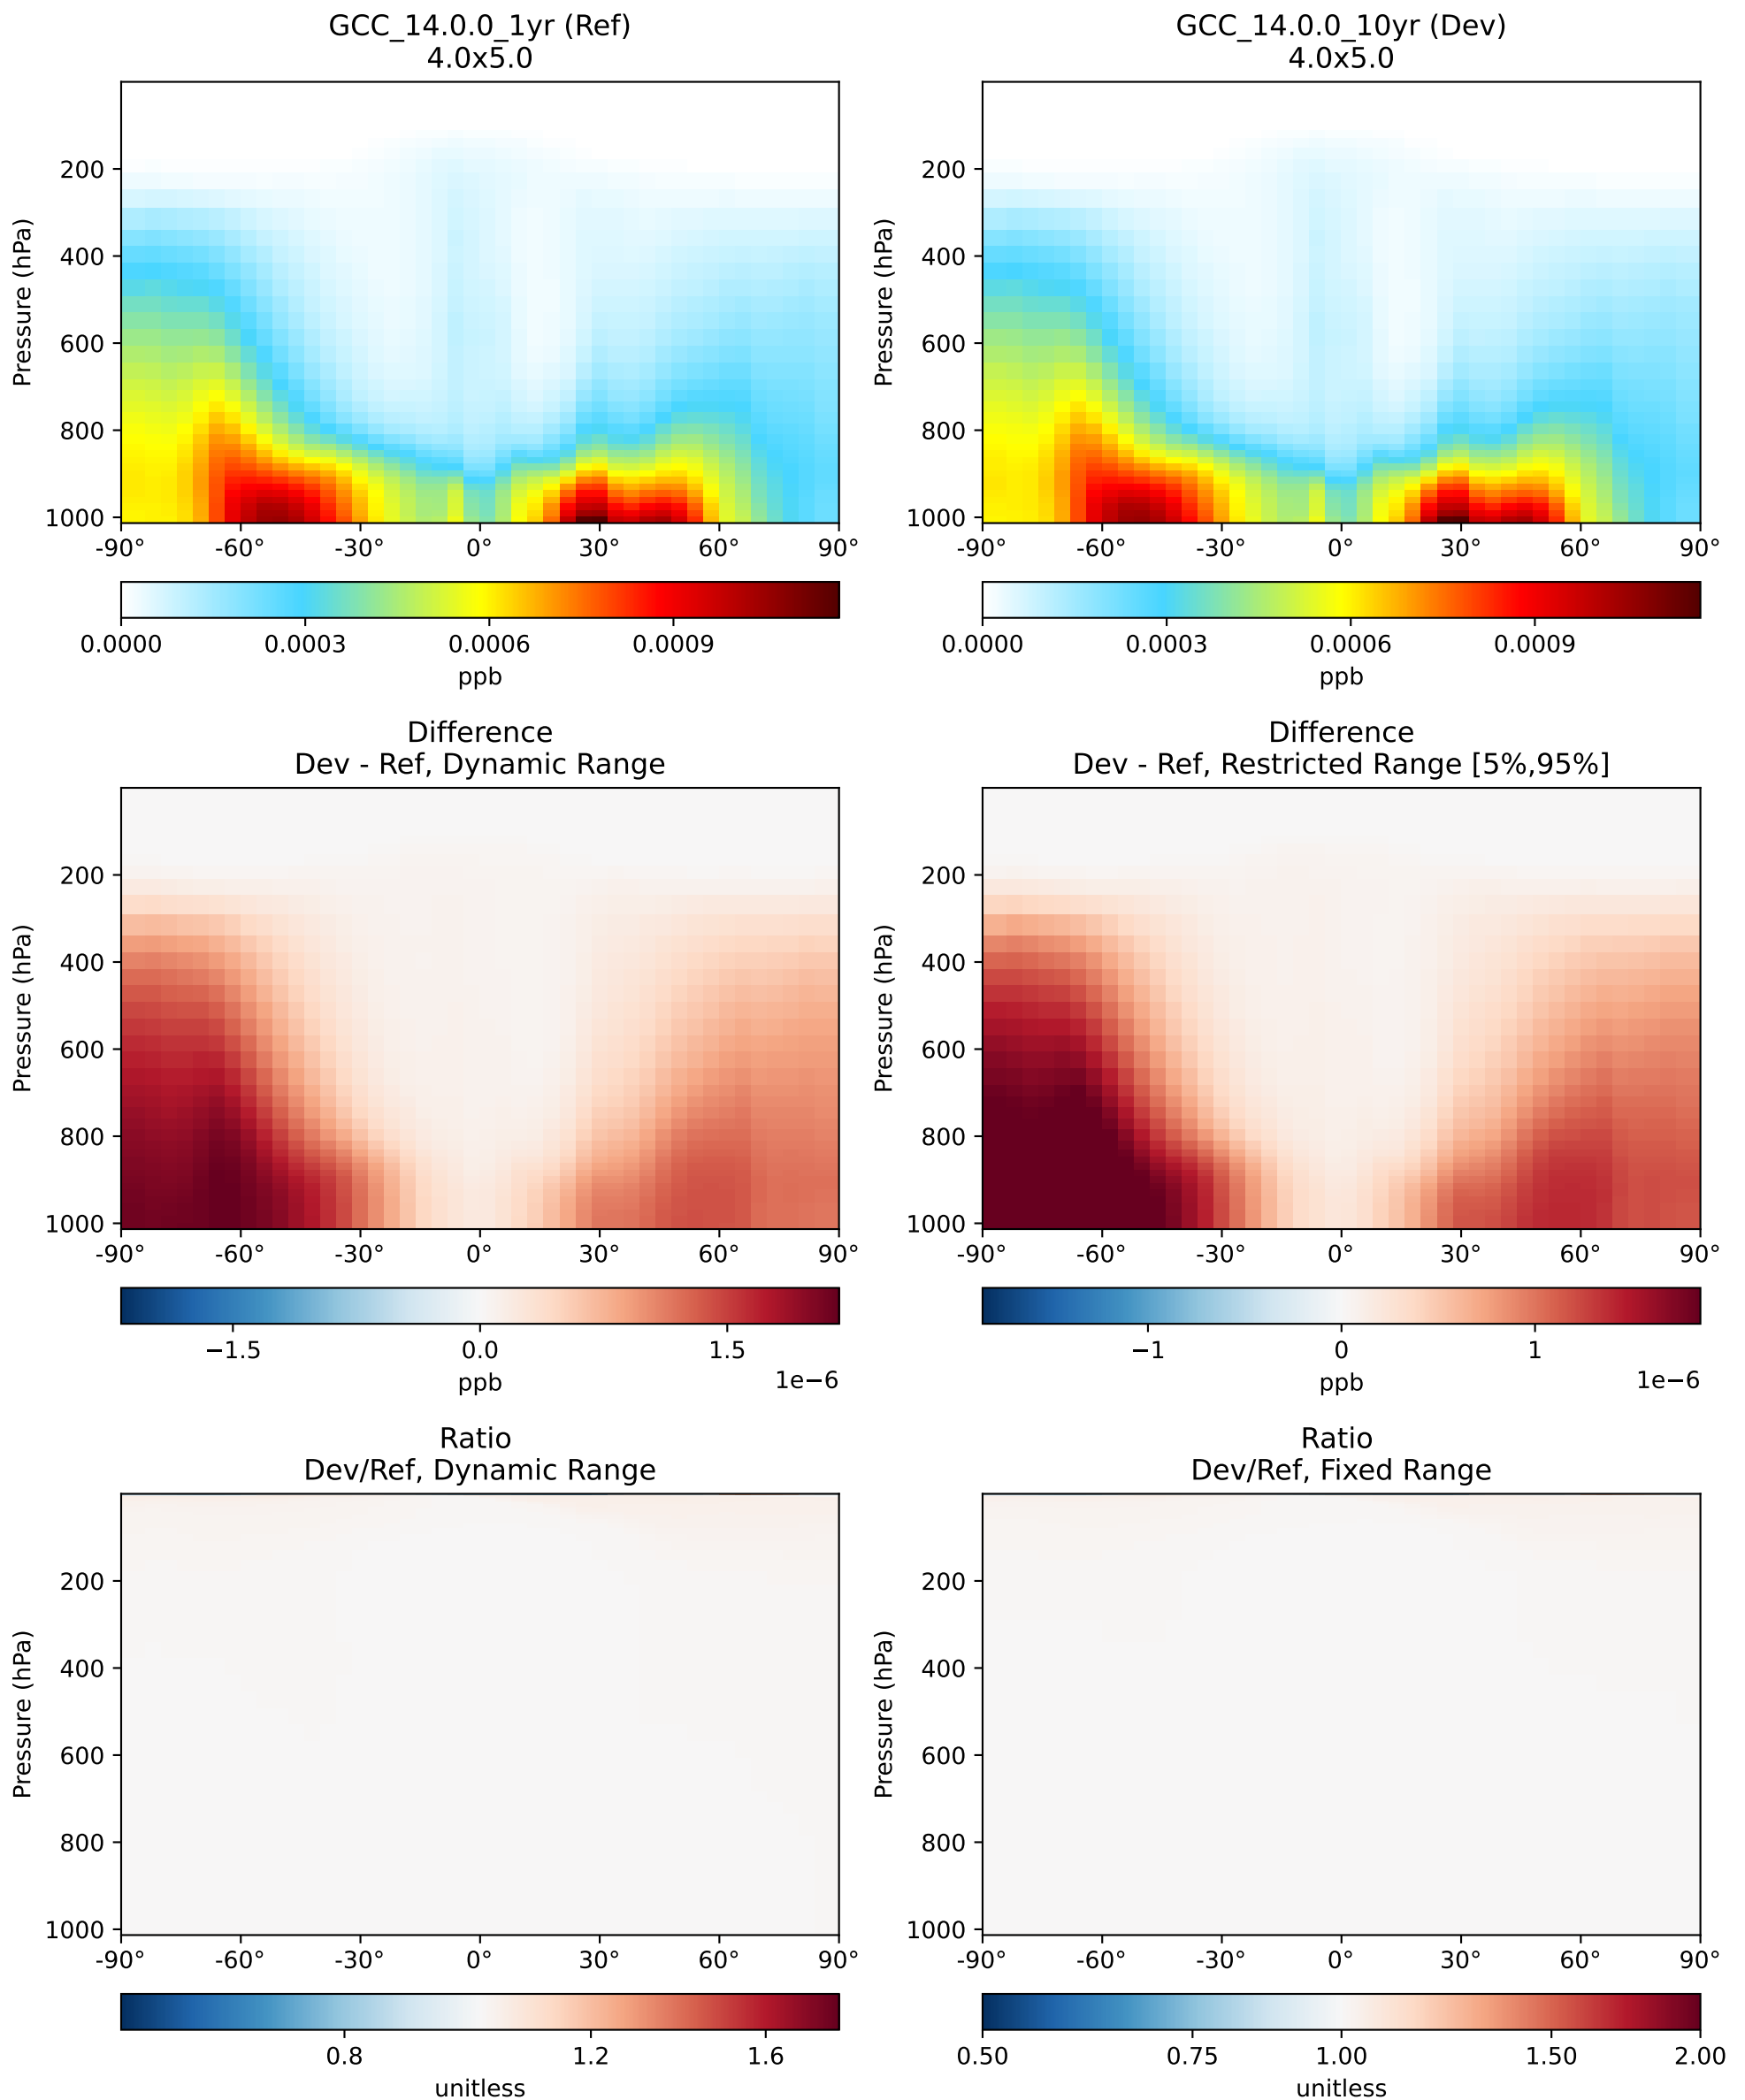 GCC_14.0.0_1yr (Ref)
4.0x5.0
Pressure (hPa)
200
400
600
800
1000
-90° -60° -30° 0° 30° 60° 90°
0.0000 0.0003 0.0006 0.0009
ppb
GCC_14.0.0_10yr (Dev)
4.0x5.0
Pressure (hPa)
200
400
600
800
1000
-90° -60° -30° 0° 30° 60° 90°
0.0000 0.0003 0.0006 0.0009
ppb
Difference
Dev - Ref, Dynamic Range
Pressure (hPa)
200
400
600
800
1000
-90° -60° -30° 0° 30° 60° 90°
−1.5 0.0 1.5
ppb 1e−6
Difference
Dev - Ref, Restricted Range [5%,95%]
Pressure (hPa)
200
400
600
800
1000
-90° -60° -30° 0° 30° 60° 90°
−1 0 1
ppb 1e−6
Ratio
Dev/Ref, Dynamic Range
Pressure (hPa)
200
400
600
800
1000
-90° -60° -30° 0° 30° 60° 90°
0.8 1.2 1.6
unitless
Ratio
Dev/Ref, Fixed Range
Pressure (hPa)
200
400
600
800
1000
-90° -60° -30° 0° 30° 60° 90°
0.50 0.75 1.00 1.50 2.00
unitless